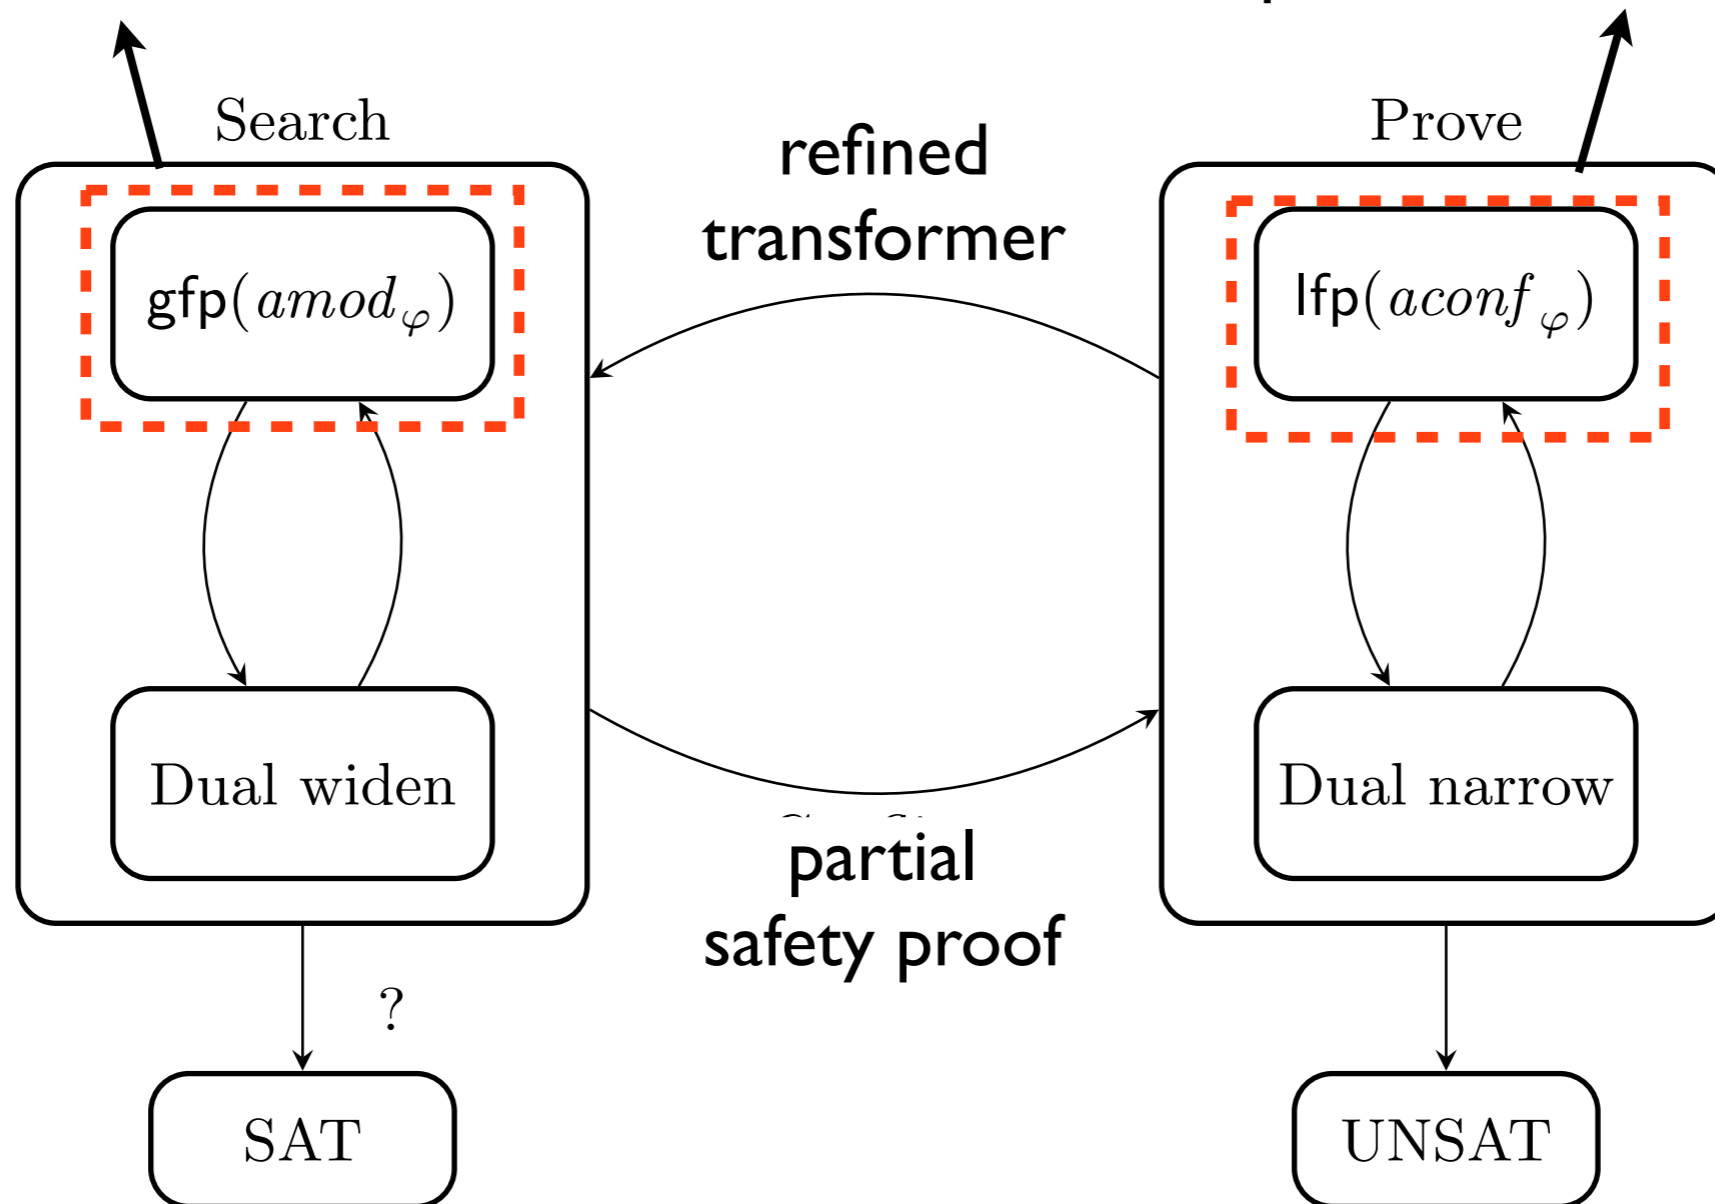 Search
Prove
refined
transformer
gfp(amod_φ)
lfp(aconf_φ)
Dual widen
Dual narrow
partial
safety proof
?
SAT
UNSAT